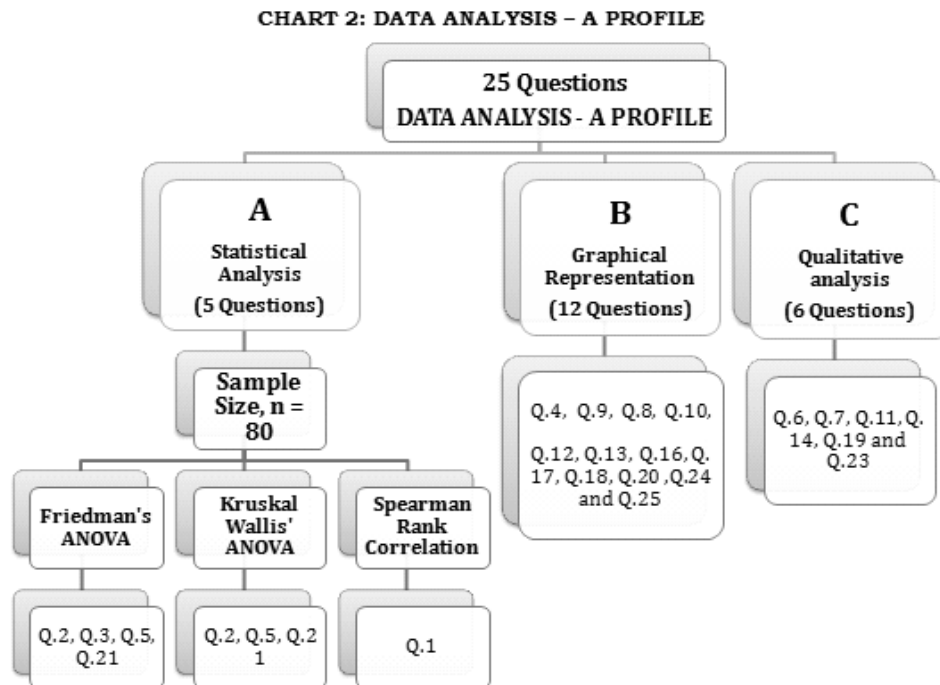 CHART 2: DATA ANALYSIS – A PROFILE
25 Questions
DATA ANALYSIS - A PROFILE
A
Statistical
Analysis
(5 Questions)
B
Graphical
Representation
(12 Questions)
C
Qualitative
analysis
(6 Questions)
Sample
Size, n =
80
Q.4, Q.9, Q.8, Q.10,
Q.12, Q.13, Q.16, Q.
17, Q.18, Q.20 ,Q.24
and Q.25
Q.6, Q.7, Q.11, Q.
14, Q.19 and
Q.23
Friedman's
ANOVA
Kruskal
Wallis'
ANOVA
Spearman
Rank
Correlation
Q.2, Q.3, Q.5,
Q.21
Q.2, Q.5, Q.2
1
Q.1